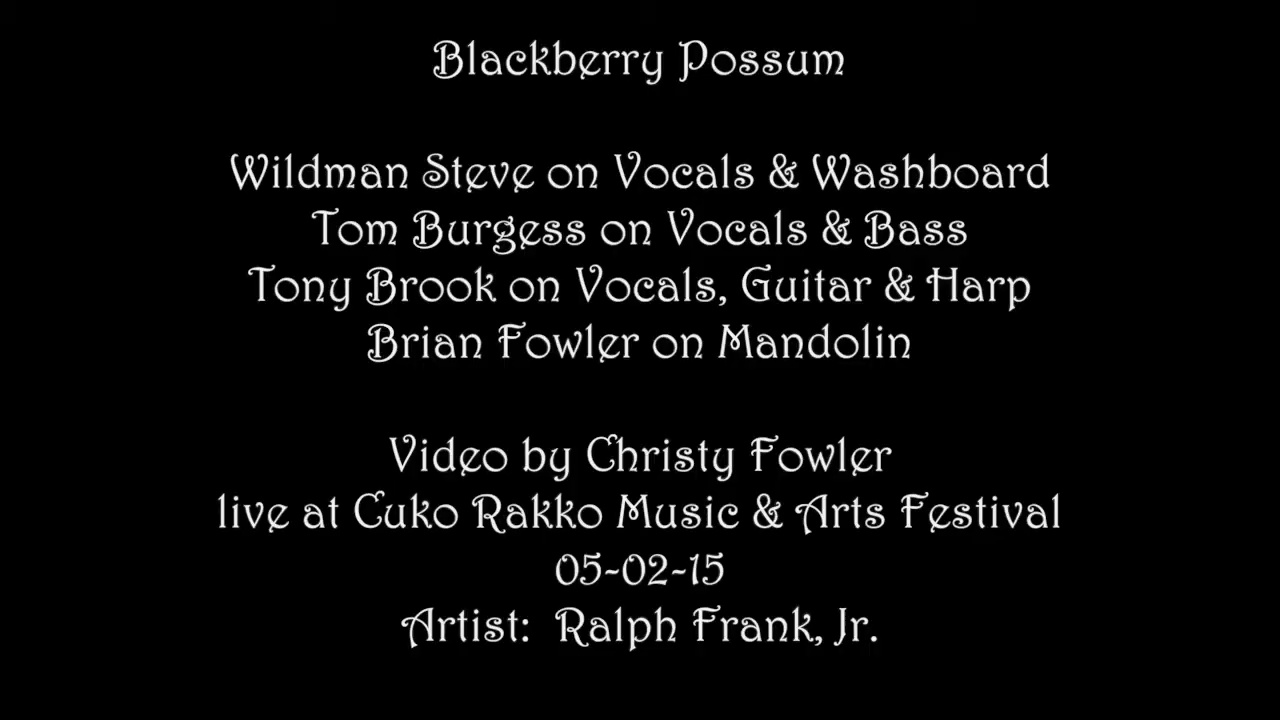 Blackberry Possum
Wildman Steve on Vocals & Washboard
Tom Burgess on Vocals & Bass
Tony Brook on Vocals, Guitar & Harp
Brian Fowler on Mandolin
Video by Christy Fowler
live at Cuko Rakko Music & Arts Festival
05-02-15
Artist:  Ralph Frank, Jr.